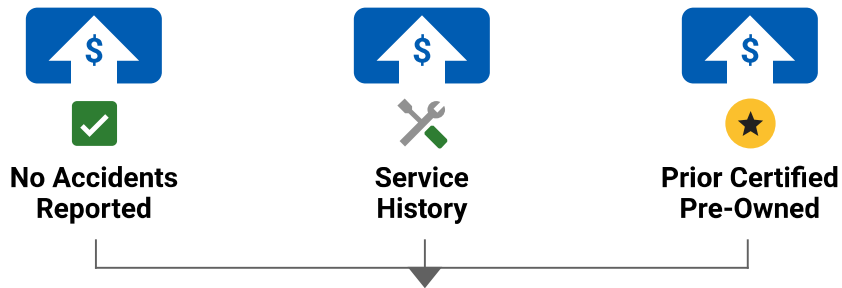 $ $ $
No Accidents
Reported
Service
History
Prior Certified
Pre-Owned